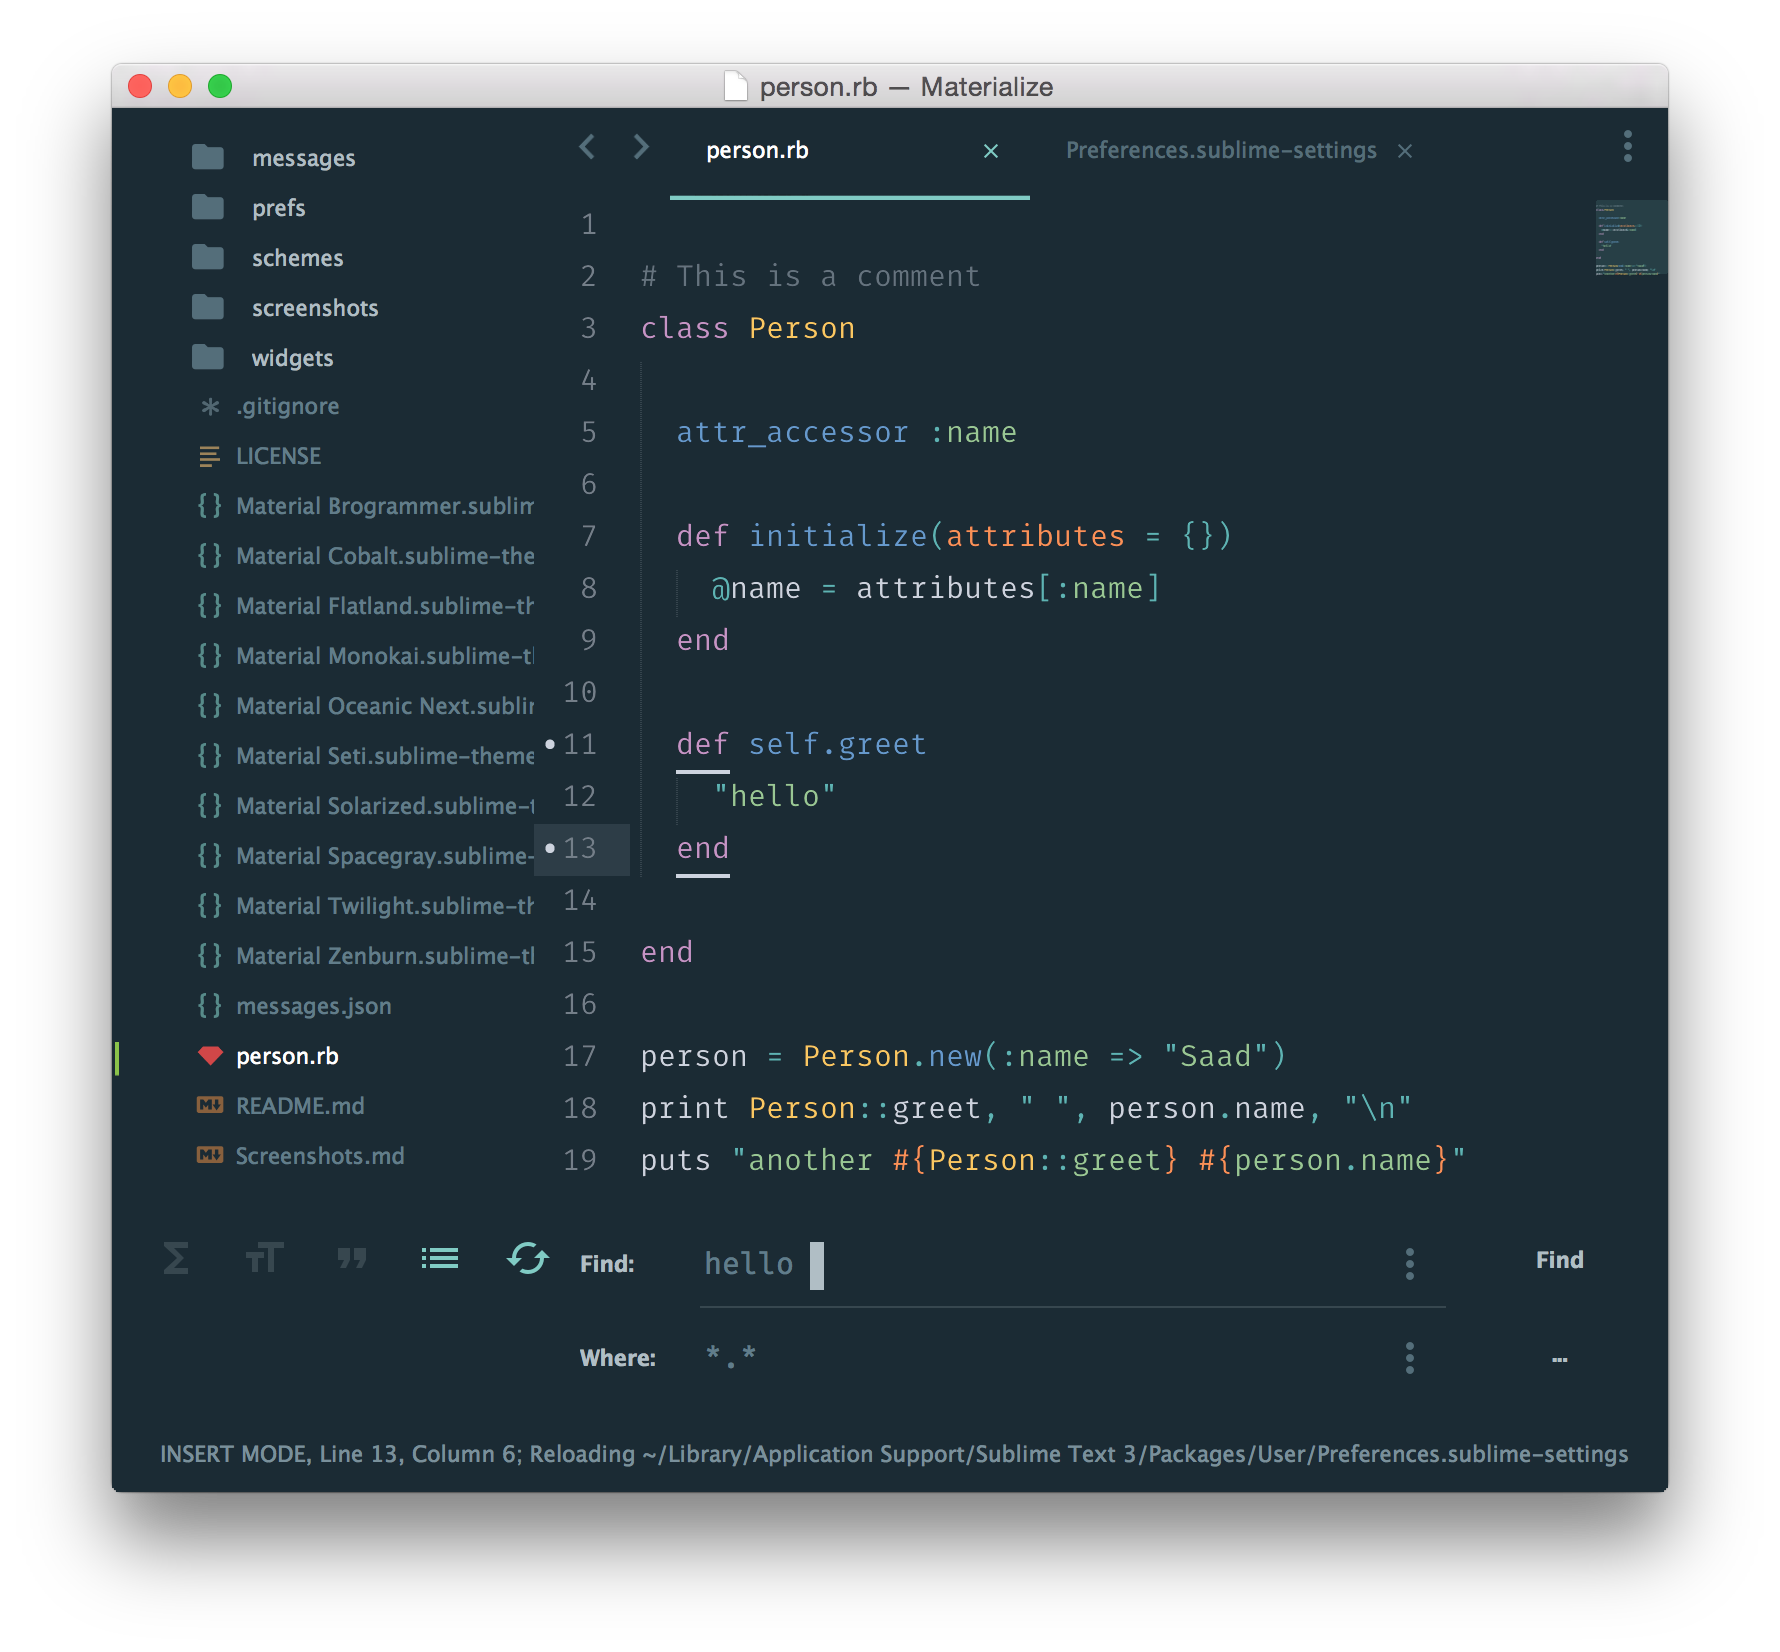 person.rb — Materialize
messages
prefs
schemes
screenshots
widgets
.gitignore
LICENSE
{} Material Brogrammer.sublim
{} Material Cobalt.sublime-the
{} Material Flatland.sublime-th
{} Material Monokai.sublime-tl
{} Material Oceanic Next.sublin
{} Material Seti.sublime-theme
{} Material Solarized.sublime-t
{} Material Spacegray.sublime-
{} Material Twilight.sublime-th
{} Material Zenburn.sublime-tl
{} messages.json
person.rb
README.md
Screenshots.md
person.rb × Preferences.sublime-settings ×
1
2 # This is a comment
3 class Person
4
5 attr_accessor :name
6
7 def initialize(attributes = {})
8 @name = attributes[:name]
9 end
10
11 def self.greet
12 "hello"
13 end
14
15 end
16
17 person = Person.new(:name => "Saad")
18 print Person::greet, " ", person.name, "\n"
19 puts "another #{Person::greet} #{person.name}"
Find: hello Find
Where: *.* ...
INSERT MODE, Line 13, Column 6; Reloading ~/Library/Application Support/Sublime Text 3/Packages/User/Preferences.sublime-settings